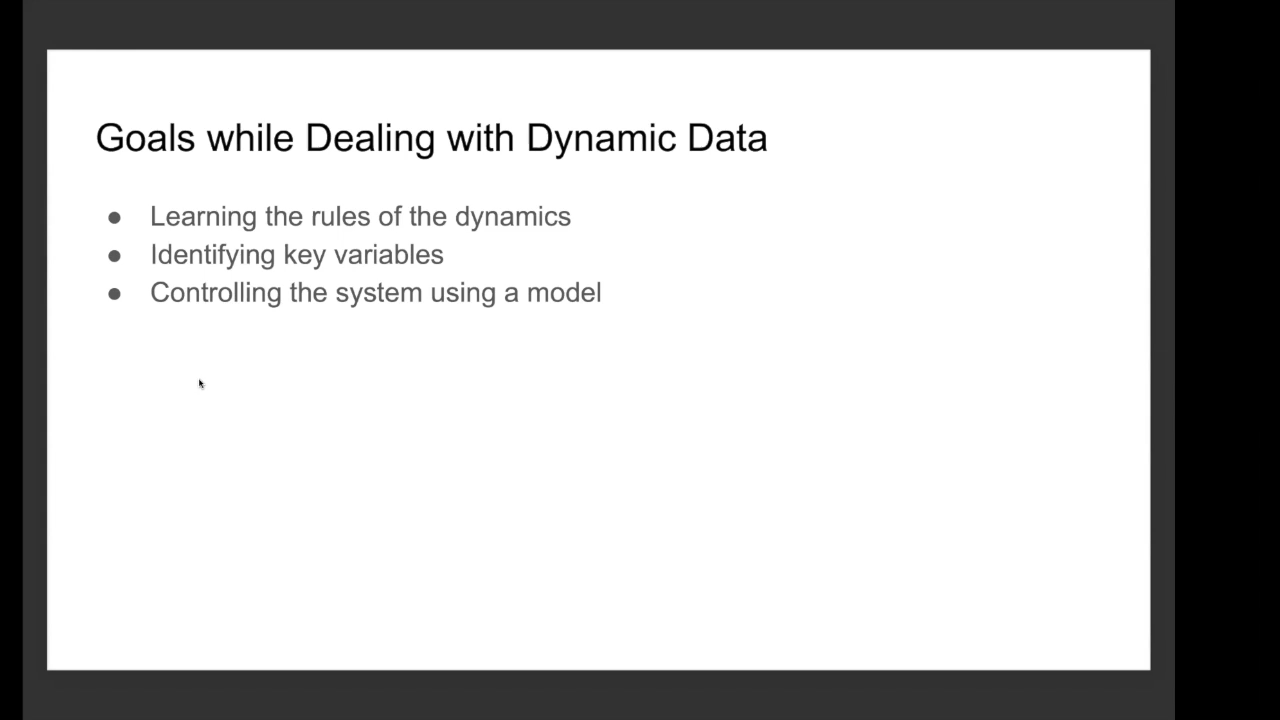 Goals while Dealing with Dynamic Data
● Learning the rules of the dynamics
● Identifying key variables
● Controlling the system using a model